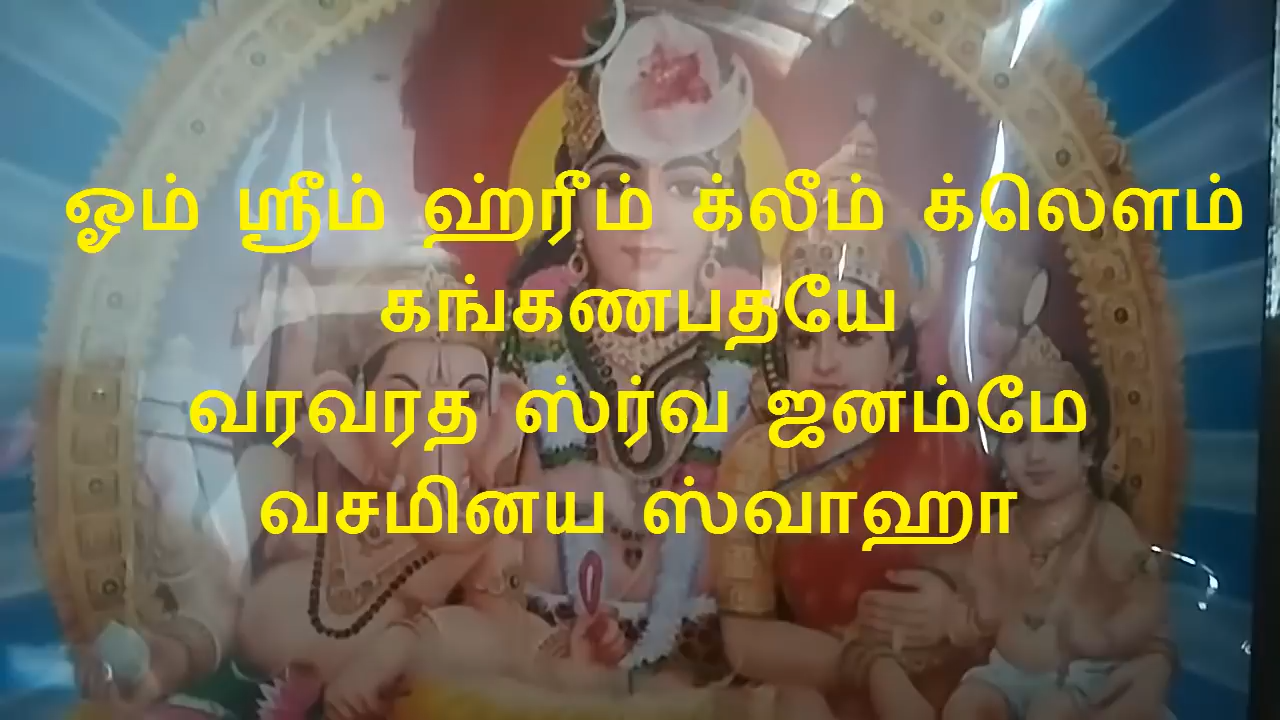 ஓம் ஸ்ரீம் ஹ்ரீம் க்லீம் க்லௌம்
கங்கணபதயே
வரவரத ஸ்ர்வ ஜனம்மே
வசமினய ஸ்வாஹா